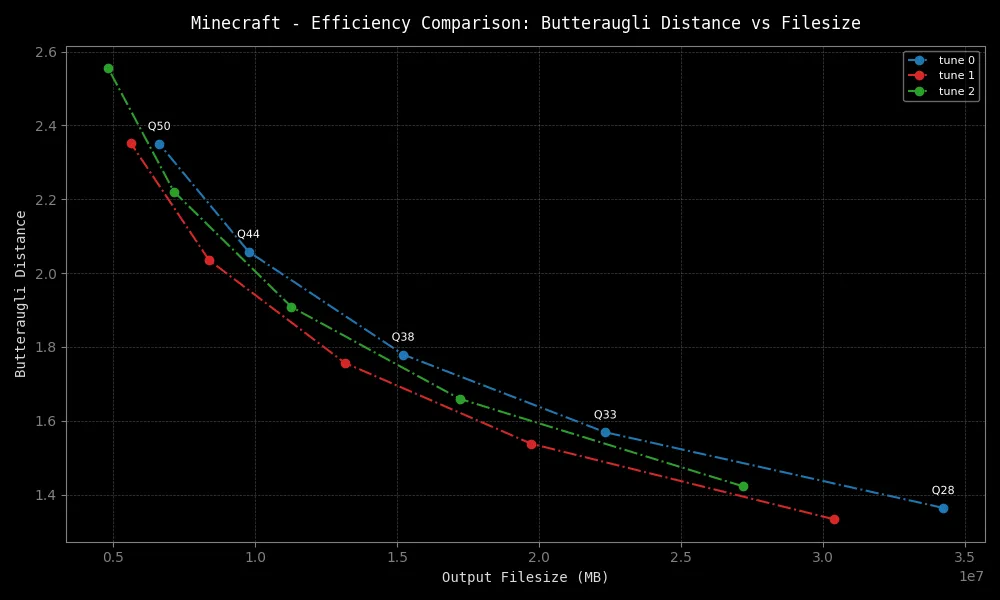 Minecraft - Efficiency Comparison: Butteraugli Distance vs Filesize
tune 0
tune 1
tune 2
Butteraugli Distance
2.6
2.4
2.2
2.0
1.8
1.6
1.4
Q50
Q44
Q38
Q33
Q28
0.5
1.0
1.5
2.0
2.5
3.0
3.5
1e7
Output Filesize (MB)